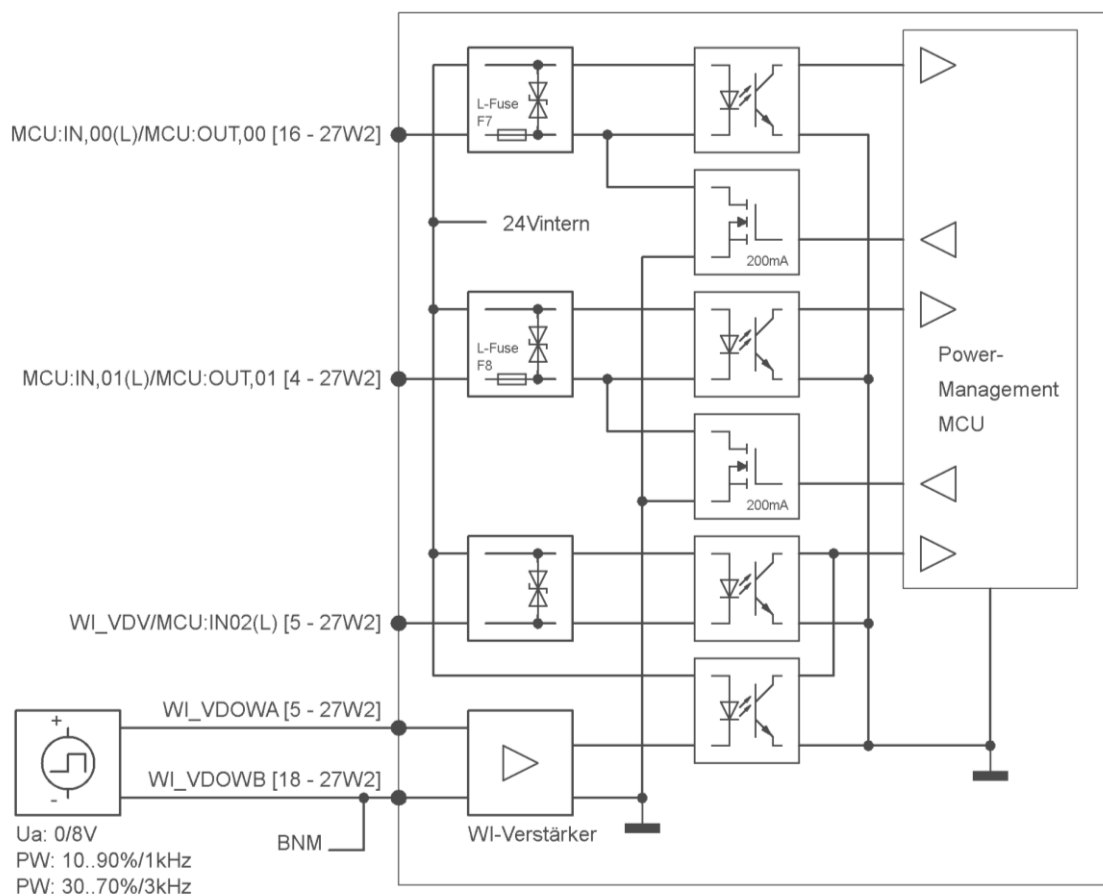 L-Fuse
F7
MCU:IN,00(L)/MCU:OUT,00 [16 - 27W2]
24Vintern
200mA
L-Fuse
F8
MCU:IN,01(L)/MCU:OUT,01 [4 - 27W2]
Power-
Management
MCU
200mA
WI_VDV/MCU:IN02(L) [5 - 27W2]
WI_VDOWA [5 - 27W2]
+
WI_VDOWB [18 - 27W2]
-
Ua: 0/8V
BNM
WI-Verstärker
PW: 10..90%/1kHz
PW: 30..70%/3kHz